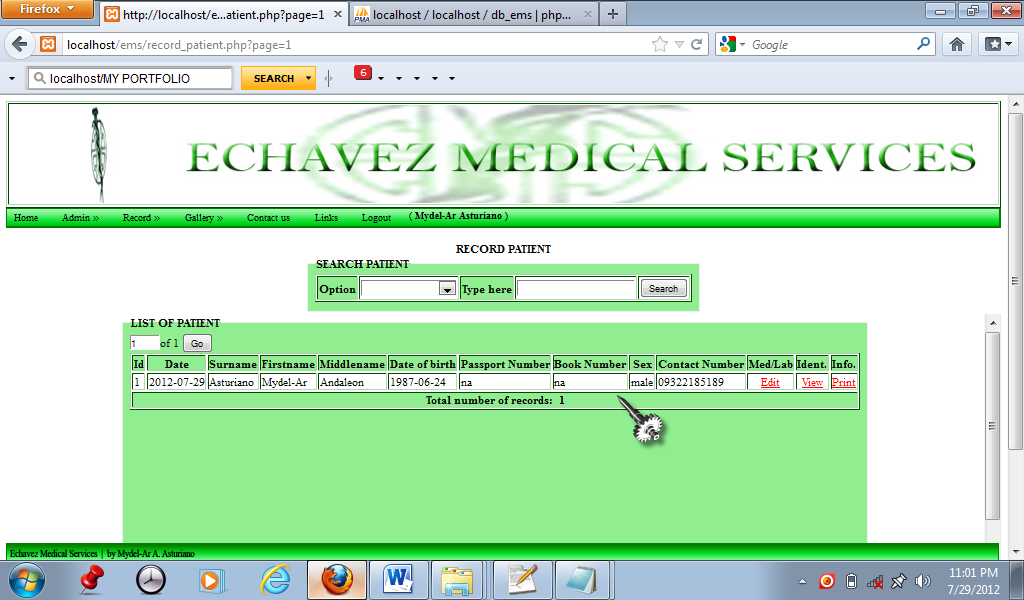 Firefox
http://localhost/e...atient.php?page=1
localhost / localhost / db_ems | php...
localhost/ems/record_patient.php?page=1
Google
localhost/MY PORTFOLIO
SEARCH
6
ECHAVEZ MEDICAL SERVICES
Home Admin » Record » Gallery » Contact us Links Logout ( Mydel-Ar Asturiano )
RECORD PATIENT
SEARCH PATIENT
Option Type here Search
LIST OF PATIENT
1 of 1 Go
Id Date Surname Firstname Middlename Date of birth Passport Number Book Number Sex Contact Number Med/Lab Ident. Info.
1 2012-07-29 Asturiano Mydel-Ar Andaleon 1987-06-24 na na male 09322185189 Edit View Print
Total number of records: 1
Echavez Medical Services | by Mydel-Ar A. Asturiano
11:01 PM
7/29/2012